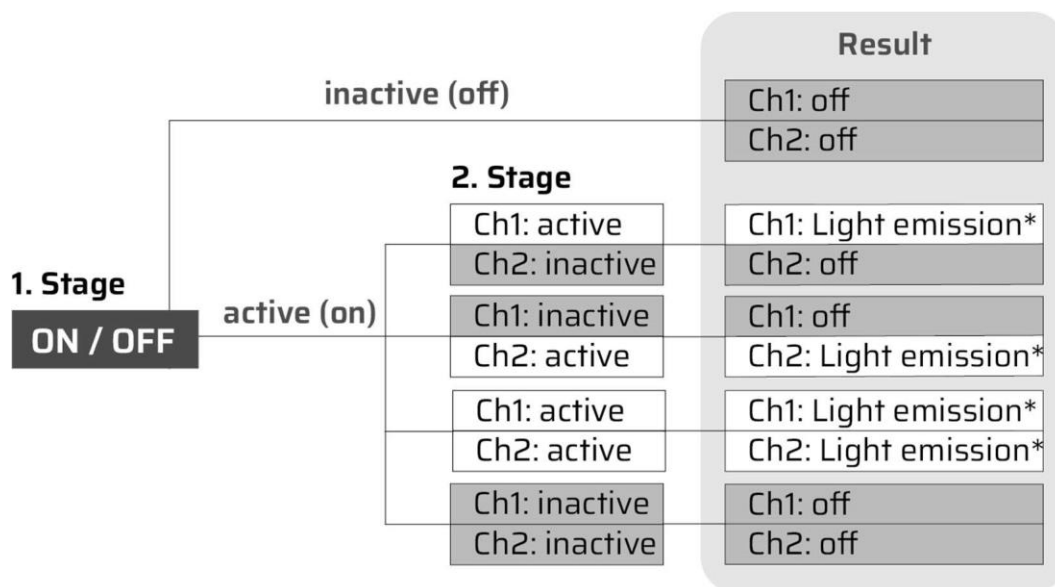 Result
inactive (off)
Ch1: off
Ch2: off
2. Stage
Ch1: active
Ch1: Light emission*
Ch2: inactive
Ch2: off
1. Stage
ON / OFF
active (on)
Ch1: inactive
Ch1: off
Ch2: active
Ch2: Light emission*
Ch1: active
Ch1: Light emission*
Ch2: active
Ch2: Light emission*
Ch1: inactive
Ch1: off
Ch2: inactive
Ch2: off